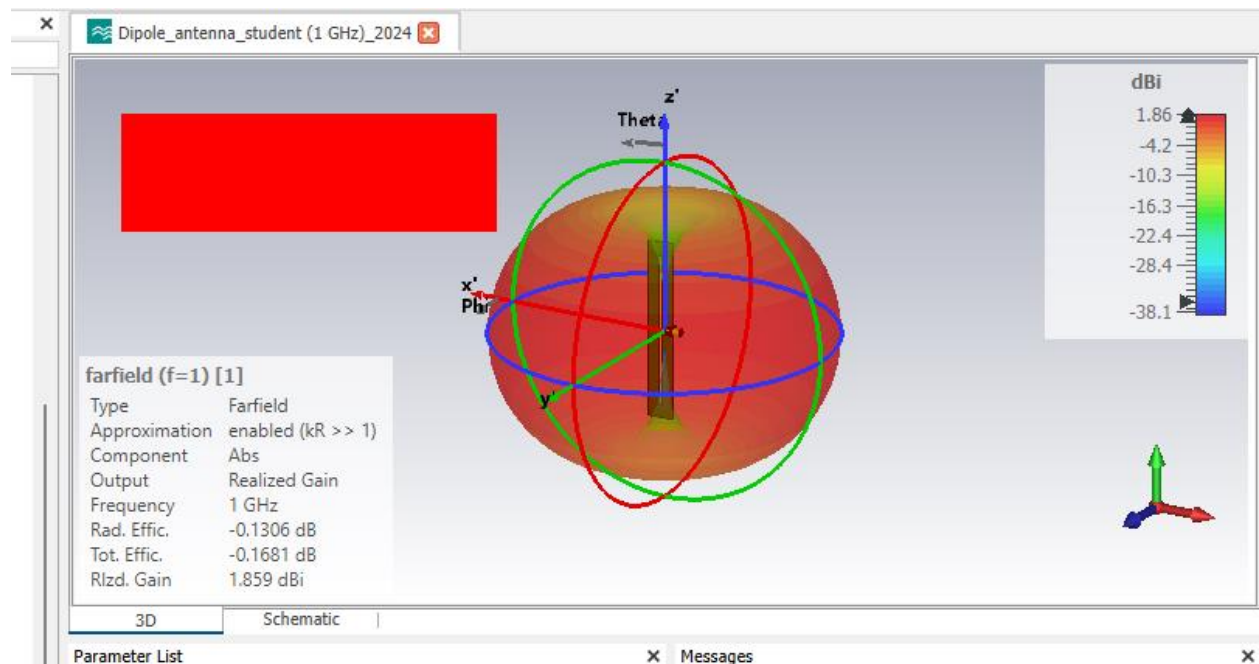 Dipole_antenna_student (1 GHz)_2024
dBi
1.86
-4.2
-10.3
-16.3
-22.4
-28.4
-38.1
z'
Theta
x'
y'
farfield (f=1) [1]
Type Farfield
Approximation enabled (kR >> 1)
Component Abs
Output Realized Gain
Frequency 1 GHz
Rad. Effic. -0.1306 dB
Tot. Effic. -0.1681 dB
Rlzd. Gain 1.859 dBi
3D Schematic
Parameter List Messages